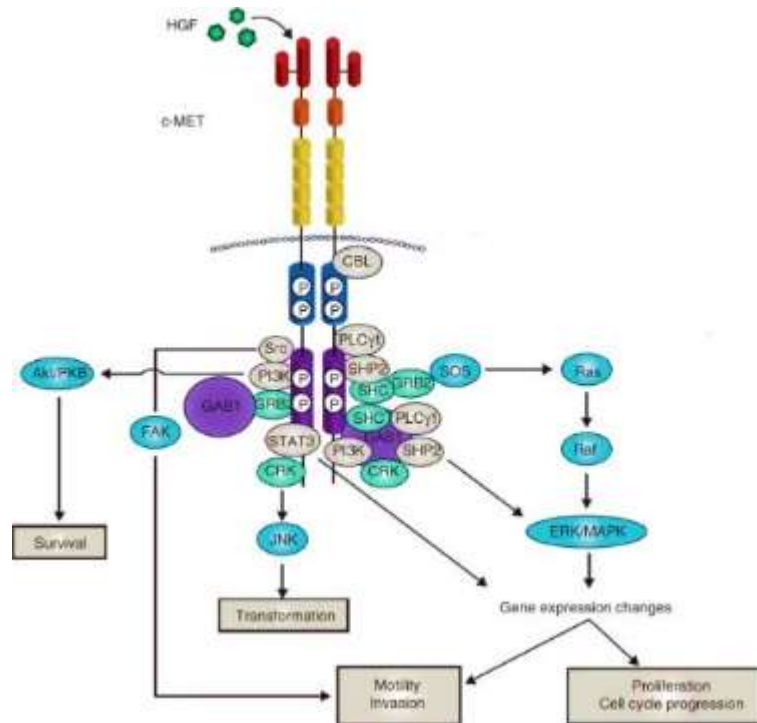 HGF
c-MET
CBL
P
P
P
P
Src
PLCγ1
Akt/PKB
PI3K
SHP2
SHC
GRB2
SOS
Ras
GAB1
GRB2
P
P
SHC
PLCγ1
FAK
STAT3
PI3K
GAB1
SHP2
Raf
CRK
CRK
Survival
JNK
ERK/MAPK
Transformation
Gene expression changes
Motility
Invasion
Proliferation
Cell cycle progression